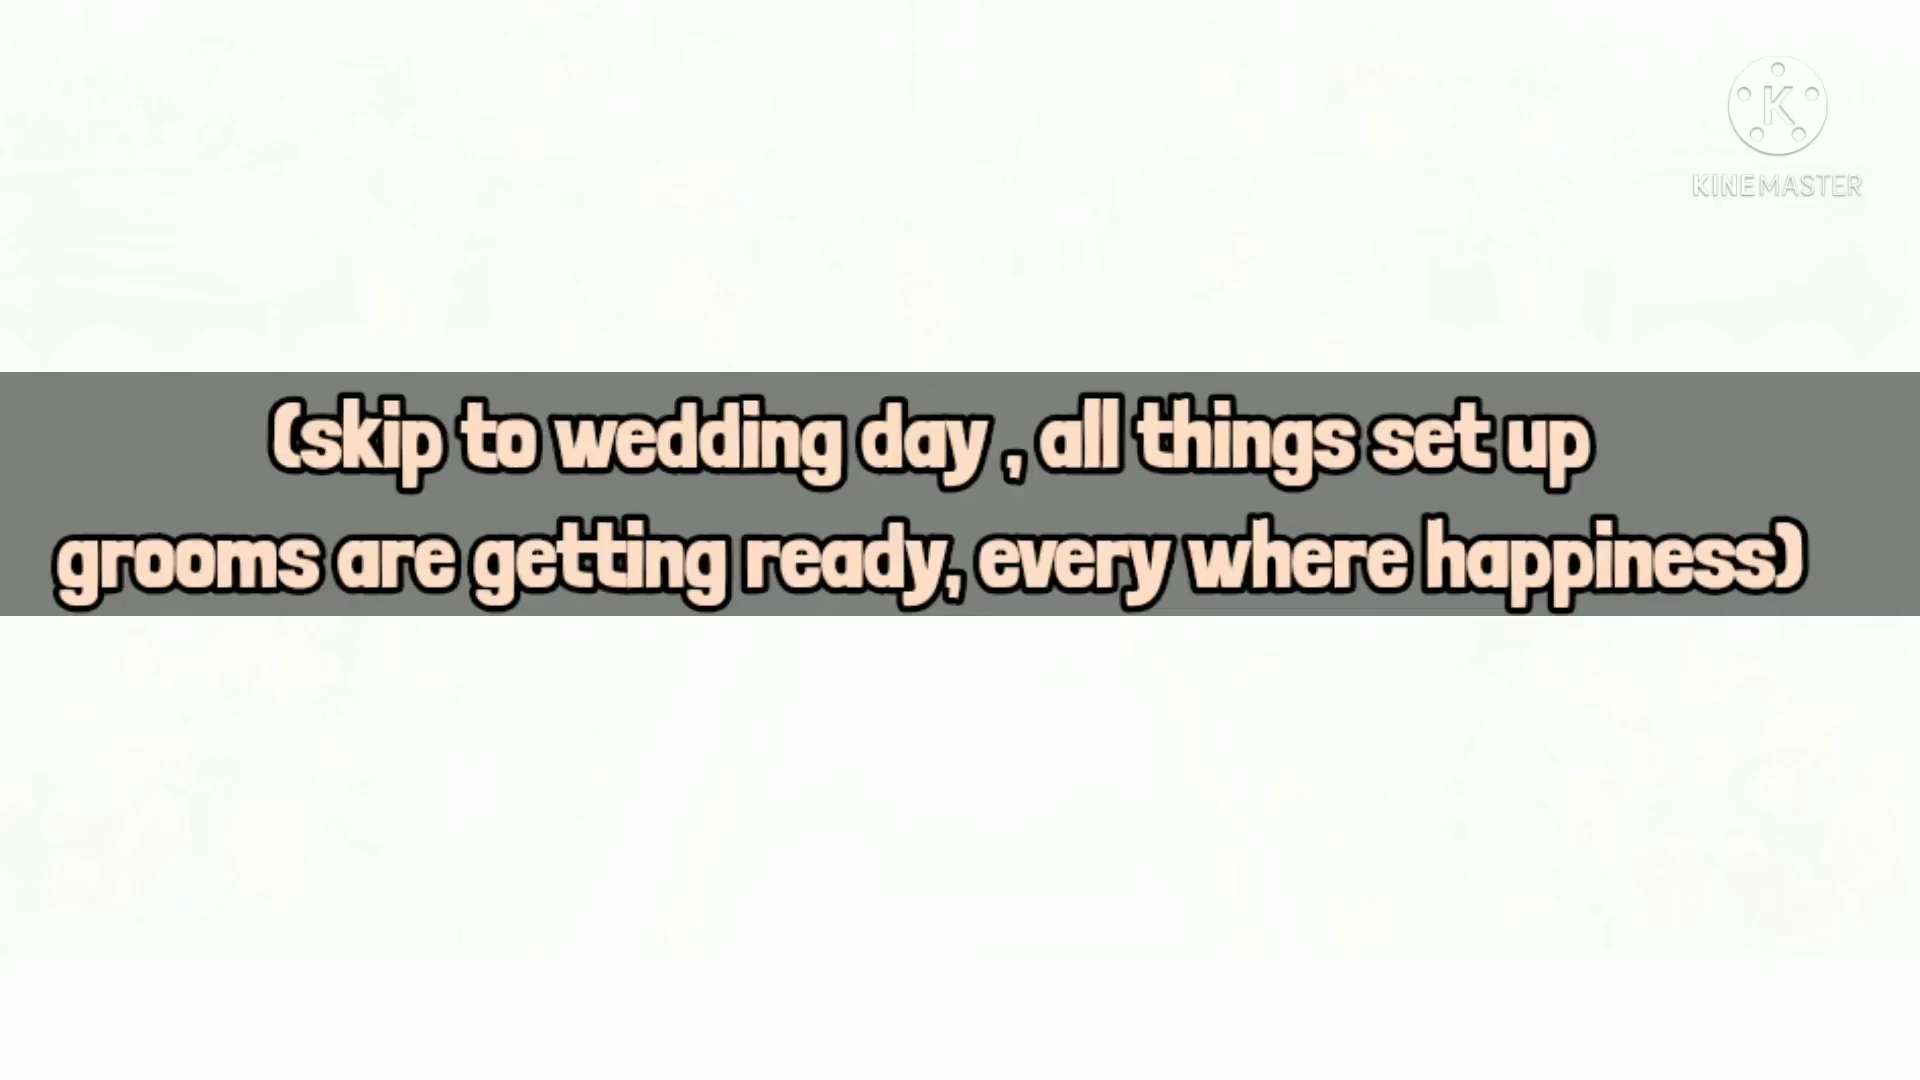 K
KINEMASTER
(skip to wedding day , all things set up
grooms are getting ready, every where happiness)